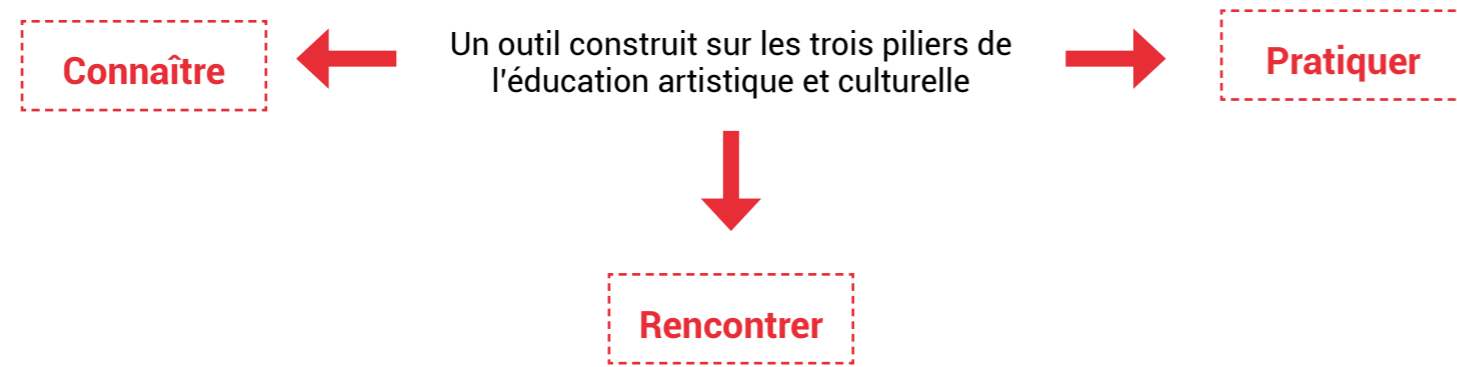 Connaître
Un outil construit sur les trois piliers de
l'éducation artistique et culturelle
Pratiquer
Rencontrer